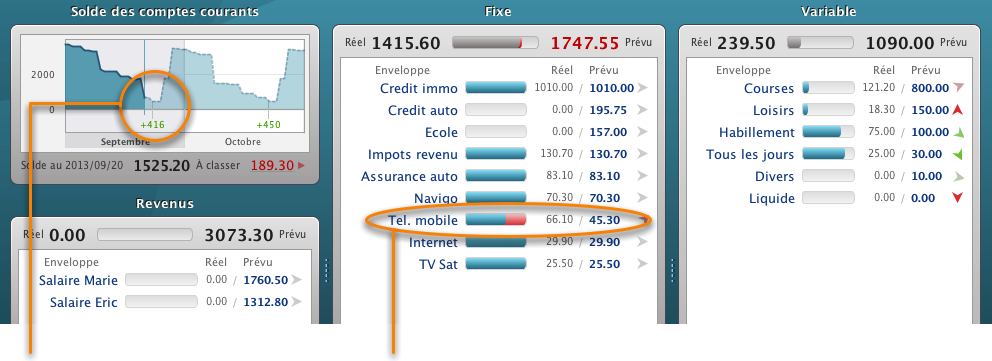 Solde des comptes courants
2000
0
+416
+450
Septembre
Octobre
Solde au 2013/09/20 1525.20 À classer 189.30
Revenus
Réel 0.00 3073.30 Prévu
Enveloppe Réel Prévu
Salaire Marie 0.00 / 1760.50
Salaire Eric 0.00 / 1312.80
Fixe
Réel 1415.60 1747.55 Prévu
Enveloppe Réel Prévu
Credit immo 1010.00 / 1010.00
Credit auto 0.00 / 195.75
Ecole 0.00 / 157.00
Impots revenu 130.70 / 130.70
Assurance auto 83.10 / 83.10
Navigo 70.30 / 70.30
Tel. mobile 66.10 / 45.30
Internet 29.90 / 29.90
TV Sat 25.50 / 25.50
Variable
Réel 239.50 1090.00 Prévu
Enveloppe Réel Prévu
Courses 121.20 / 800.00
Loisirs 18.30 / 150.00
Habillement 75.00 / 100.00
Tous les jours 25.00 / 30.00
Divers 0.00 / 10.00
Liquide 0.00 / 0.00